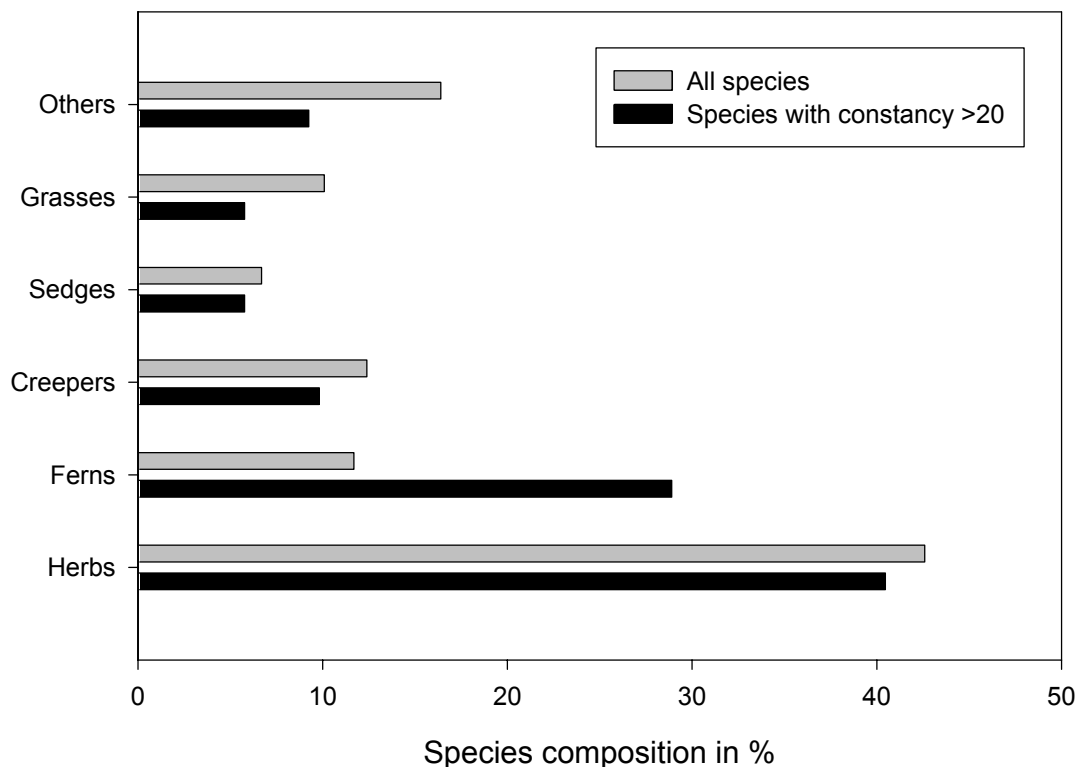 Others
Grasses
Sedges
Creepers
Ferns
Herbs
All species
Species with constancy >20
0 10 20 30 40 50
Species composition in %